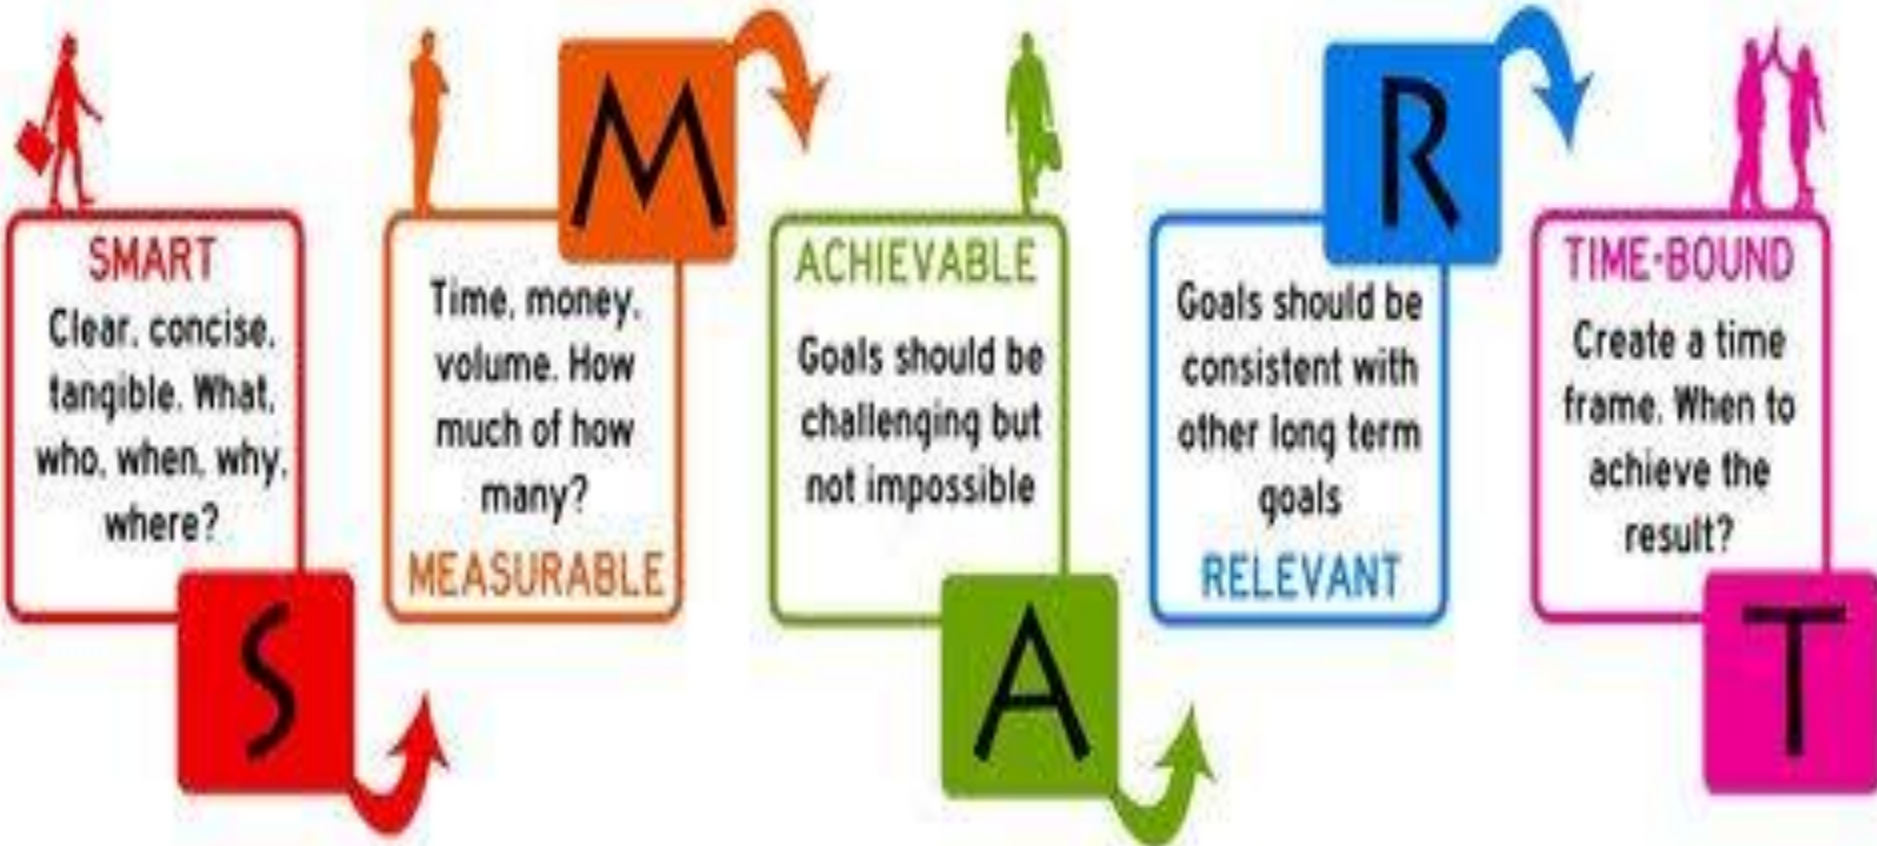 SMART
Clear, concise,
tangible. What,
who, when, why,
where?
S
M
Time, money,
volume. How
much of how
many?
MEASURABLE
ACHIEVABLE
Goals should be
challenging but
not impossible
A
R
Goals should be
consistent with
other long term
goals
RELEVANT
TIME-BOUND
Create a time
frame. When to
achieve the
result?
T